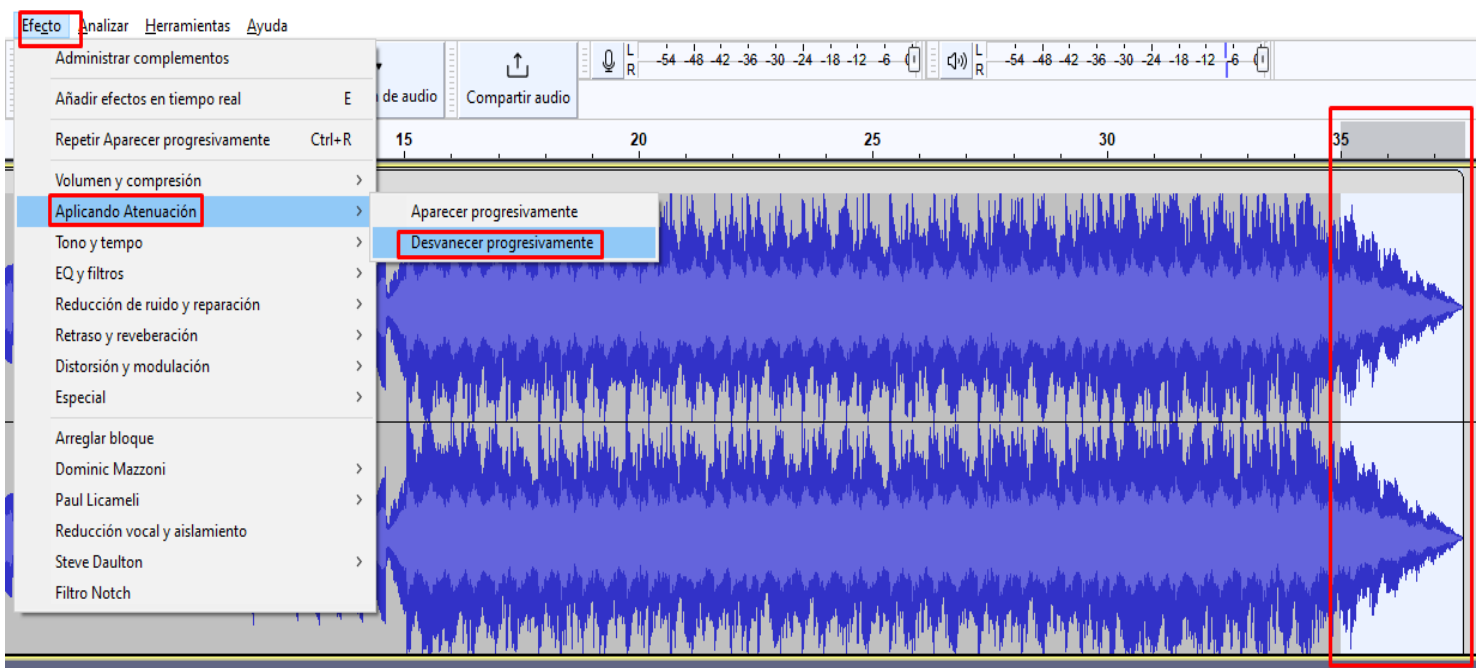 Efecto Analizar Herramientas Ayuda
Administrar complementos
Añadir efectos en tiempo real E
Repetir Aparecer progresivamente Ctrl+R
Volumen y compresión >
Aplicando Atenuación >
Tono y tempo >
EQ y filtros >
Reducción de ruido y reparación >
Retraso y reveberación >
Distorsión y modulación >
Especial >
Arreglar bloque
Dominic Mazzoni >
Paul Licameli >
Reducción vocal y aislamiento
Steve Daulton >
Filtro Notch
Aparecer progresivamente
Desvanecer progresivamente
de audio
Compartir audio
L
R
-54 -48 -42 -36 -30 -24 -18 -12 -6
L
R
-54 -48 -42 -36 -30 -24 -18 -12 -6
15 20 25 30 35